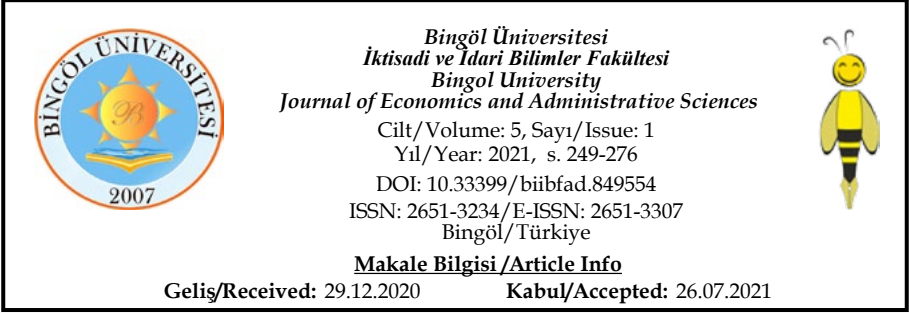 BİNGÖL ÜNİVERSİTESİ
B
2007
Bingöl Üniversitesi
İktisadi ve İdari Bilimler Fakültesi
Bingol University
Journal of Economics and Administrative Sciences
Cilt/Volume: 5, Sayı/Issue: 1
Yıl/Year: 2021, s. 249-276
DOI: 10.33399/biibfad.849554
ISSN: 2651-3234/E-ISSN: 2651-3307
Bingöl/Türkiye
Makale Bilgisi /Article Info
Geliş/Received: 29.12.2020 Kabul/Accepted: 26.07.2021